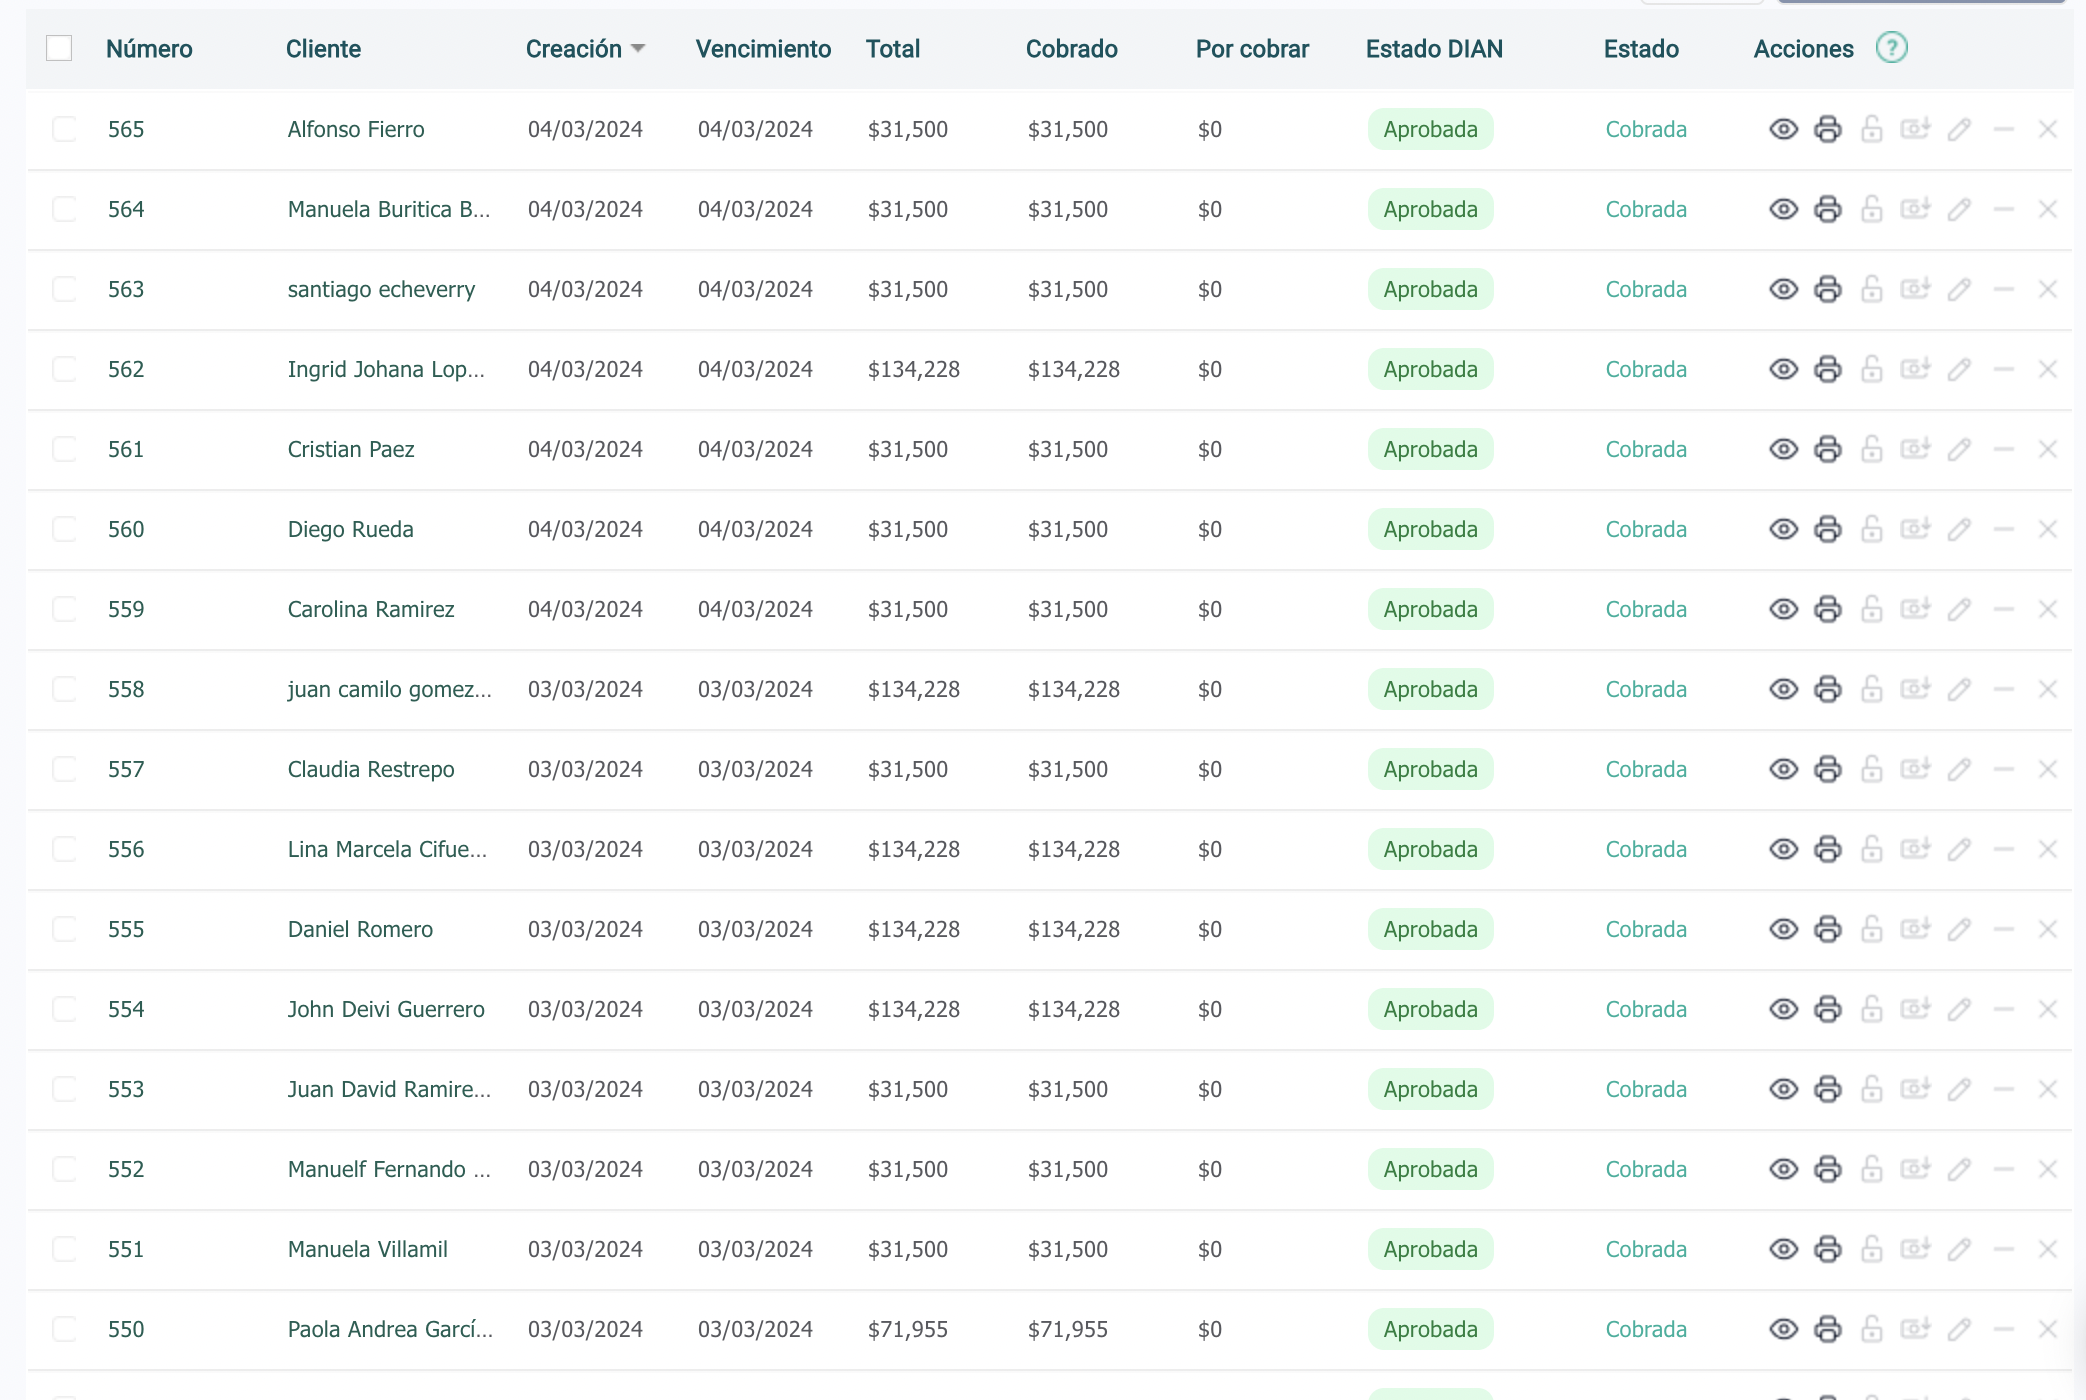 Número Cliente Creación Vencimiento Total Cobrado Por cobrar Estado DIAN Estado Acciones ?
565 Alfonso Fierro 04/03/2024 04/03/2024 $31,500 $31,500 $0 Aprobada Cobrada
564 Manuela Buritica B... 04/03/2024 04/03/2024 $31,500 $31,500 $0 Aprobada Cobrada
563 santiago echeverry 04/03/2024 04/03/2024 $31,500 $31,500 $0 Aprobada Cobrada
562 Ingrid Johana Lop... 04/03/2024 04/03/2024 $134,228 $134,228 $0 Aprobada Cobrada
561 Cristian Paez 04/03/2024 04/03/2024 $31,500 $31,500 $0 Aprobada Cobrada
560 Diego Rueda 04/03/2024 04/03/2024 $31,500 $31,500 $0 Aprobada Cobrada
559 Carolina Ramirez 04/03/2024 04/03/2024 $31,500 $31,500 $0 Aprobada Cobrada
558 juan camilo gomez... 03/03/2024 03/03/2024 $134,228 $134,228 $0 Aprobada Cobrada
557 Claudia Restrepo 03/03/2024 03/03/2024 $31,500 $31,500 $0 Aprobada Cobrada
556 Lina Marcela Cifue... 03/03/2024 03/03/2024 $134,228 $134,228 $0 Aprobada Cobrada
555 Daniel Romero 03/03/2024 03/03/2024 $134,228 $134,228 $0 Aprobada Cobrada
554 John Deivi Guerrero 03/03/2024 03/03/2024 $134,228 $134,228 $0 Aprobada Cobrada
553 Juan David Ramire... 03/03/2024 03/03/2024 $31,500 $31,500 $0 Aprobada Cobrada
552 Manuelf Fernando ... 03/03/2024 03/03/2024 $31,500 $31,500 $0 Aprobada Cobrada
551 Manuela Villamil 03/03/2024 03/03/2024 $31,500 $31,500 $0 Aprobada Cobrada
550 Paola Andrea Garcí... 03/03/2024 03/03/2024 $71,955 $71,955 $0 Aprobada Cobrada